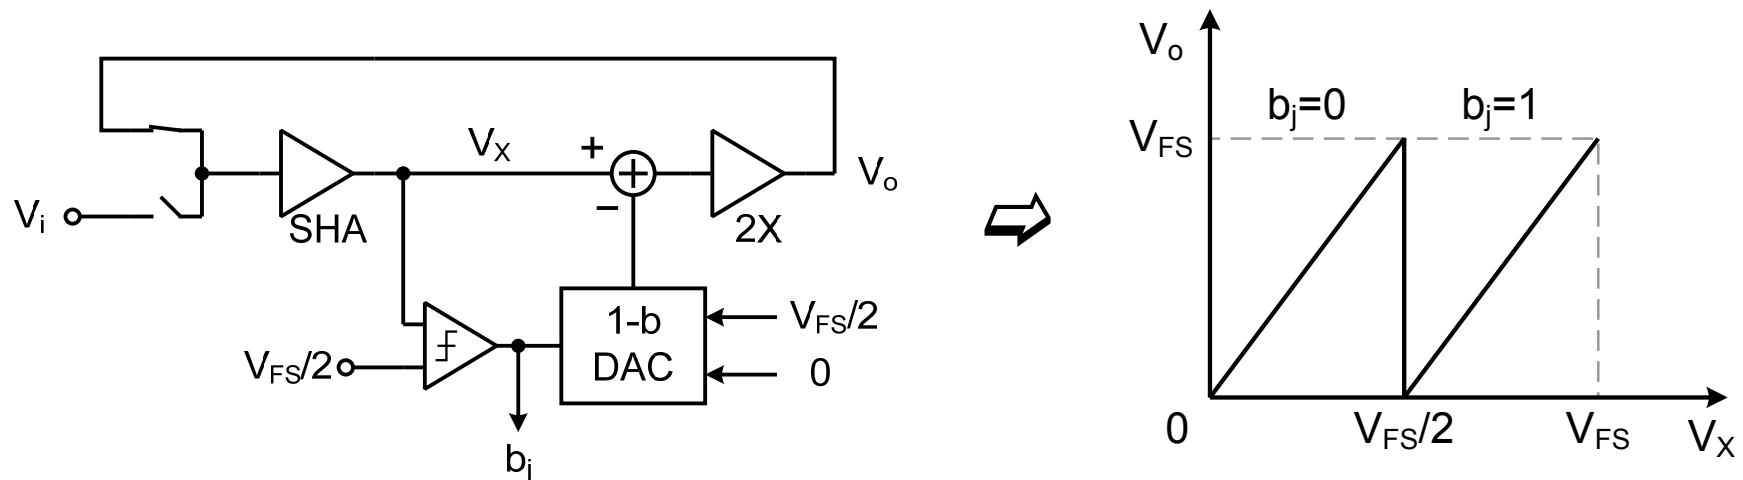 V_i
SHA
V_X
+
−
2X
V_o
V_FS/2
1-b
DAC
V_FS/2
0
b_j
V_o
V_FS
b_j=0
b_j=1
0
V_FS/2
V_FS
V_X